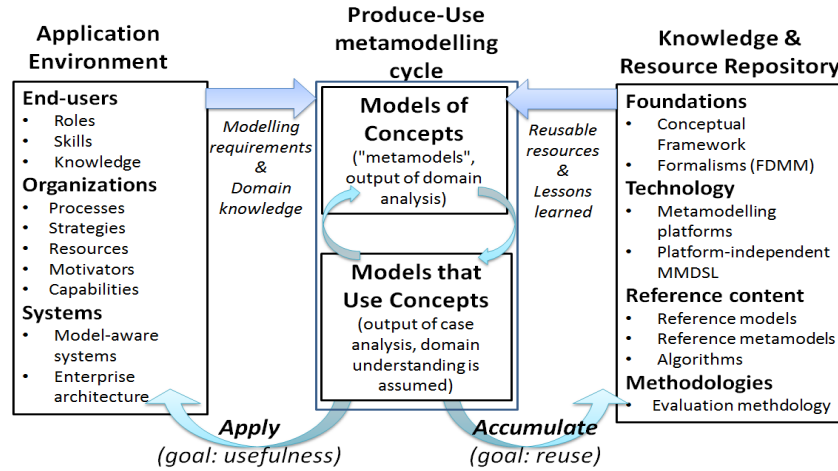 Application
Environment
End-users
• Roles
• Skills
• Knowledge
Organizations
• Processes
• Strategies
• Resources
• Motivators
• Capabilities
Systems
• Model-aware
systems
• Enterprise
architecture
Modelling
requirements
&
Domain
knowledge
Produce-Use
metamodelling
cycle
Models of
Concepts
("metamodels",
output of domain
analysis)
Models that
Use Concepts
(output of case
analysis, domain
understanding is
assumed)
Reusable
resources
&
Lessons
learned
Knowledge &
Resource Repository
Foundations
• Conceptual
Framework
• Formalisms (FDMM)
Technology
• Metamodelling
platforms
• Platform-independent
MMDSL
Reference content
• Reference models
• Reference metamodels
• Algorithms
Methodologies
• Evaluation methdology
Apply
(goal: usefulness)
Accumulate
(goal: reuse)